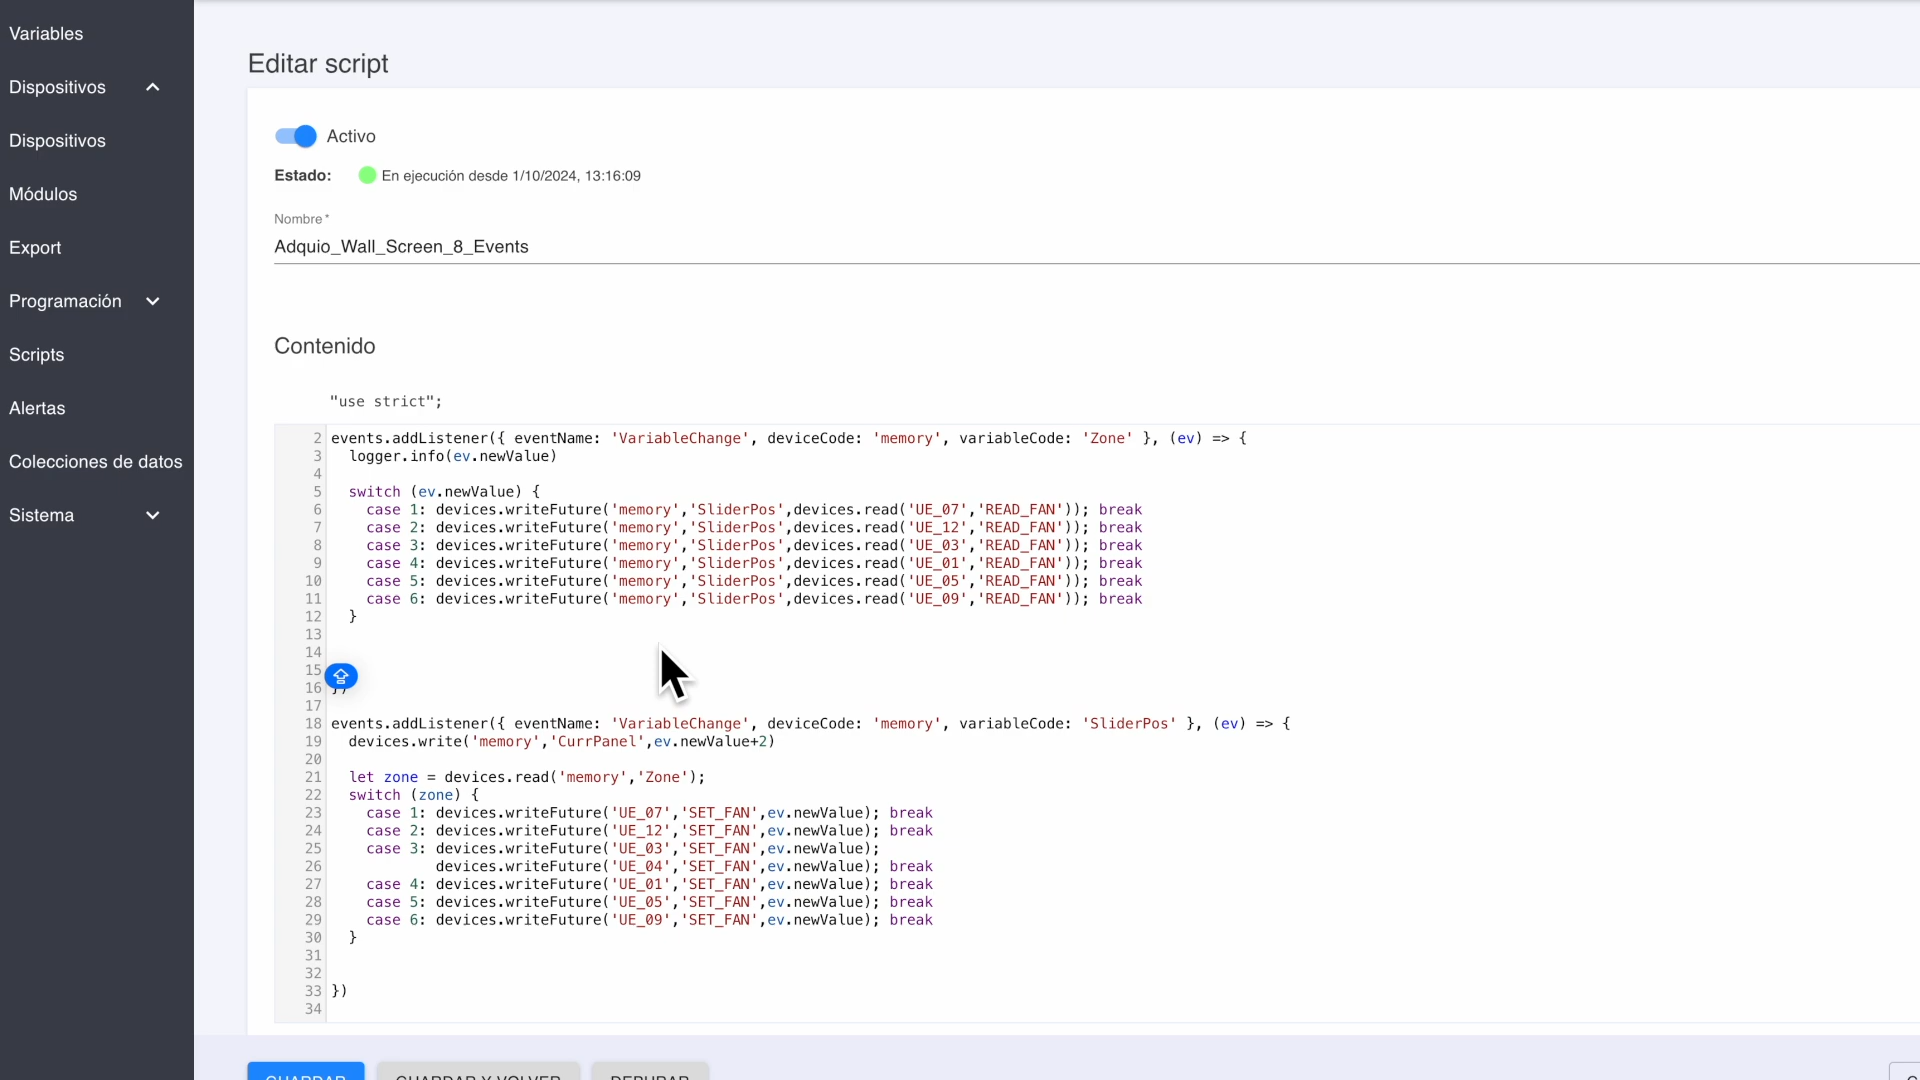 Variables
Dispositivos
Dispositivos
Módulos
Export
Programación
Scripts
Alertas
Colecciones de datos
Sistema
Editar script
Activo
Estado: En ejecución desde 1/10/2024, 13:16:09
Nombre*
Adquio_Wall_Screen_8_Events
Contenido
"use strict";
2 events.addListener({ eventName: 'VariableChange', deviceCode: 'memory', variableCode: 'Zone' }, (ev) => {
3   logger.info(ev.newValue)
4
5   switch (ev.newValue) {
6     case 1: devices.writeFuture('memory','SliderPos',devices.read('UE_07','READ_FAN')); break
7     case 2: devices.writeFuture('memory','SliderPos',devices.read('UE_12','READ_FAN')); break
8     case 3: devices.writeFuture('memory','SliderPos',devices.read('UE_03','READ_FAN')); break
9     case 4: devices.writeFuture('memory','SliderPos',devices.read('UE_01','READ_FAN')); break
10     case 5: devices.writeFuture('memory','SliderPos',devices.read('UE_05','READ_FAN')); break
11     case 6: devices.writeFuture('memory','SliderPos',devices.read('UE_09','READ_FAN')); break
12   }
13
14
15
16 })
17
18 events.addListener({ eventName: 'VariableChange', deviceCode: 'memory', variableCode: 'SliderPos' }, (ev) => {
19   devices.write('memory','CurrPanel',ev.newValue+2)
20
21   let zone = devices.read('memory','Zone');
22   switch (zone) {
23     case 1: devices.writeFuture('UE_07','SET_FAN',ev.newValue); break
24     case 2: devices.writeFuture('UE_12','SET_FAN',ev.newValue); break
25     case 3: devices.writeFuture('UE_03','SET_FAN',ev.newValue);
26             devices.writeFuture('UE_04','SET_FAN',ev.newValue); break
27     case 4: devices.writeFuture('UE_01','SET_FAN',ev.newValue); break
28     case 5: devices.writeFuture('UE_05','SET_FAN',ev.newValue); break
29     case 6: devices.writeFuture('UE_09','SET_FAN',ev.newValue); break
30   }
31
32
33 })
34
GUARDAR GUARDAR Y VOLVER DEPURAR